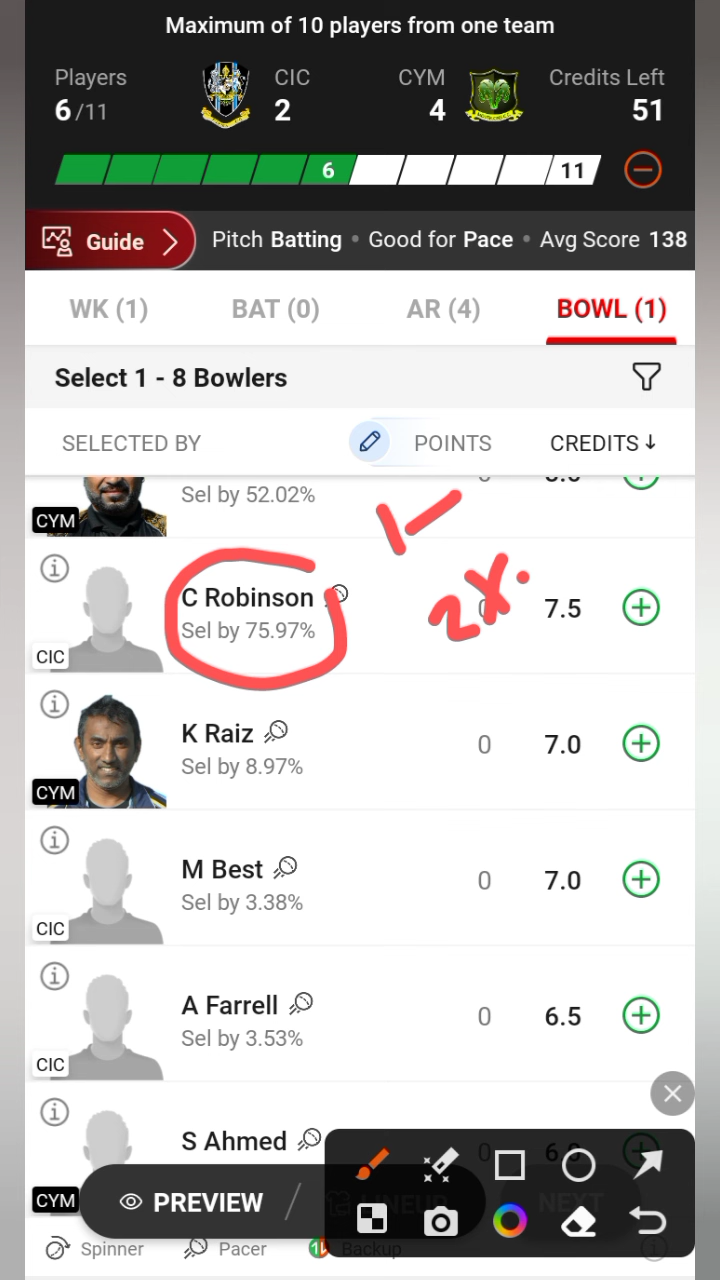 Maximum of 10 players from one team
Players CIC CYM Credits Left
6/11 2 4 51
6 11
Guide Pitch Batting • Good for Pace • Avg Score 138
WK (1) BAT (0) AR (4) BOWL (1)
Select 1 - 8 Bowlers
SELECTED BY POINTS CREDITS ↓
Sel by 52.02%
CYM
C Robinson 7.5
Sel by 75.97%
2X.
CIC
K Raiz 0 7.0
Sel by 8.97%
CYM
M Best 0 7.0
Sel by 3.38%
CIC
A Farrell 0 6.5
Sel by 3.53%
CIC
S Ahmed 0 6.0
CYM
PREVIEW / LINEUP NEXT
Spinner Pacer Backup